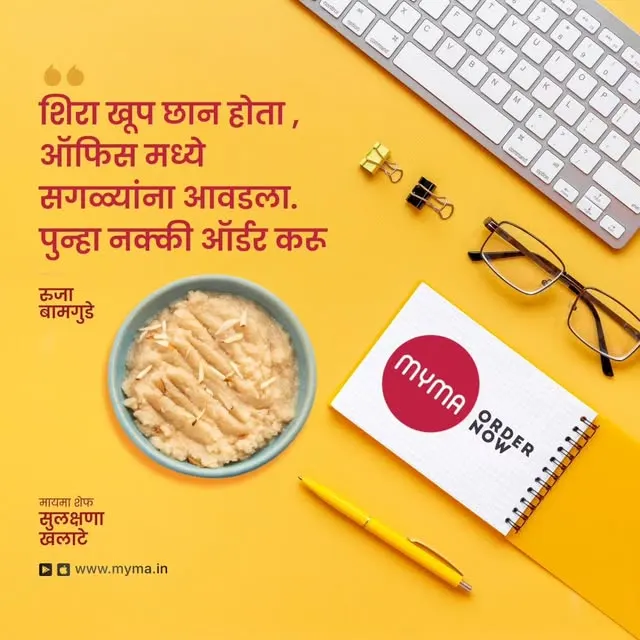 शिरा खूप छान होता ,
ऑफिस मध्ये
सगळ्यांना आवडला.
पुन्हा नक्की ऑर्डर करू
रुजा
बामगुडे
MYMA
ORDER
NOW
मायमा शेफ
सुलक्षणा
खलाटे
www.myma.in